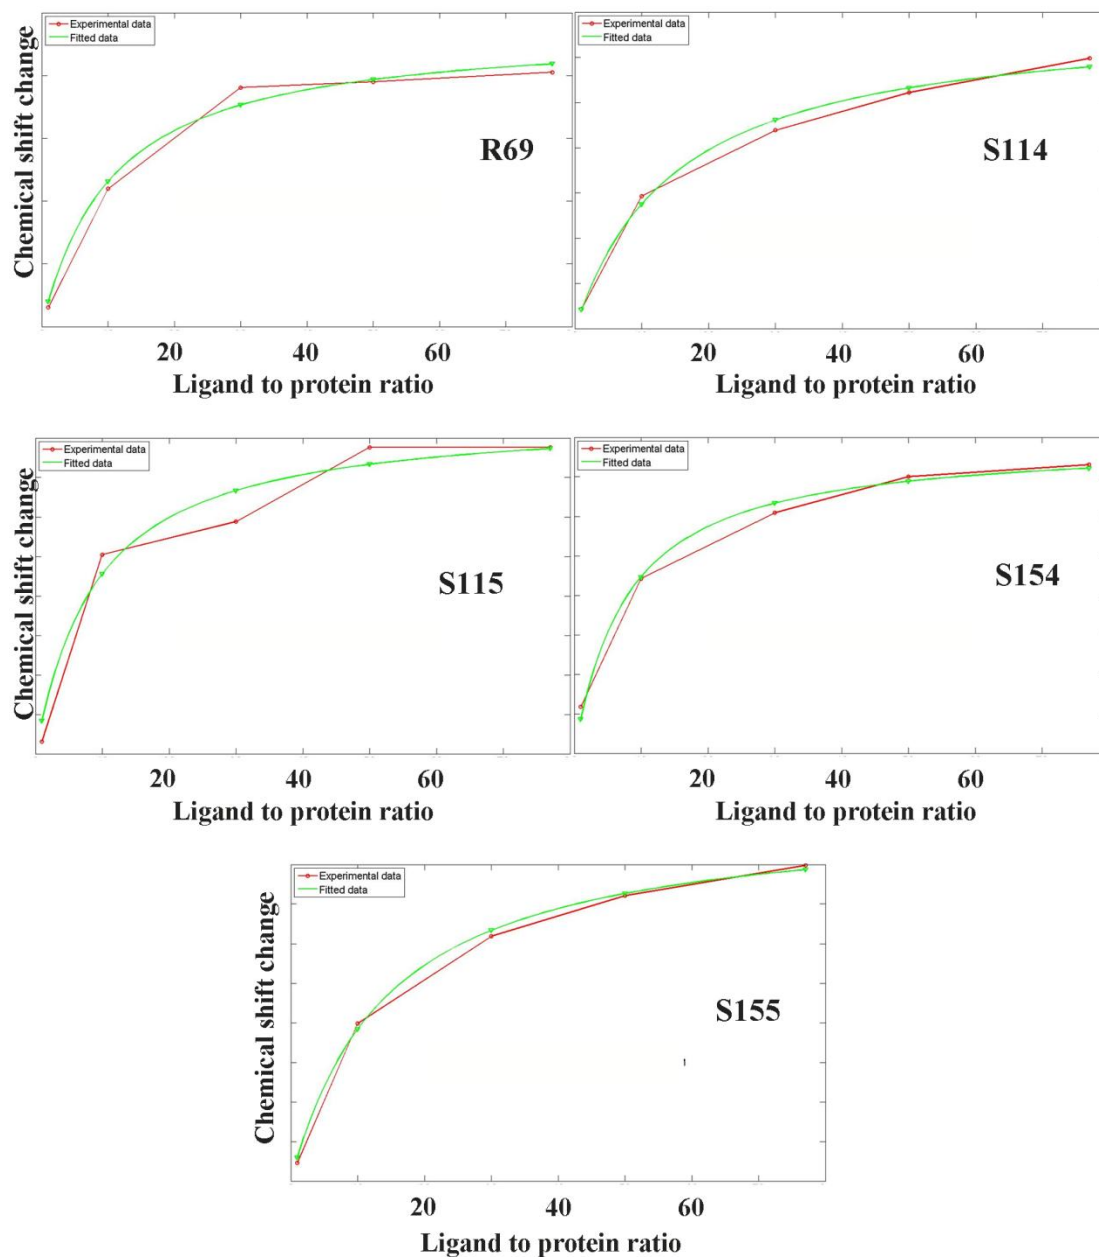 Experimental data
Fitted data
Chemical shift change
R69
20 40 60
Ligand to protein ratio
Experimental data
Fitted data
S114
20 40 60
Ligand to protein ratio
Experimental data
Fitted data
Chemical shift change
S115
20 40 60
Ligand to protein ratio
Experimental data
Fitted data
S154
20 40 60
Ligand to protein ratio
Experimental data
Fitted data
Chemical shift change
S155
20 40 60
Ligand to protein ratio